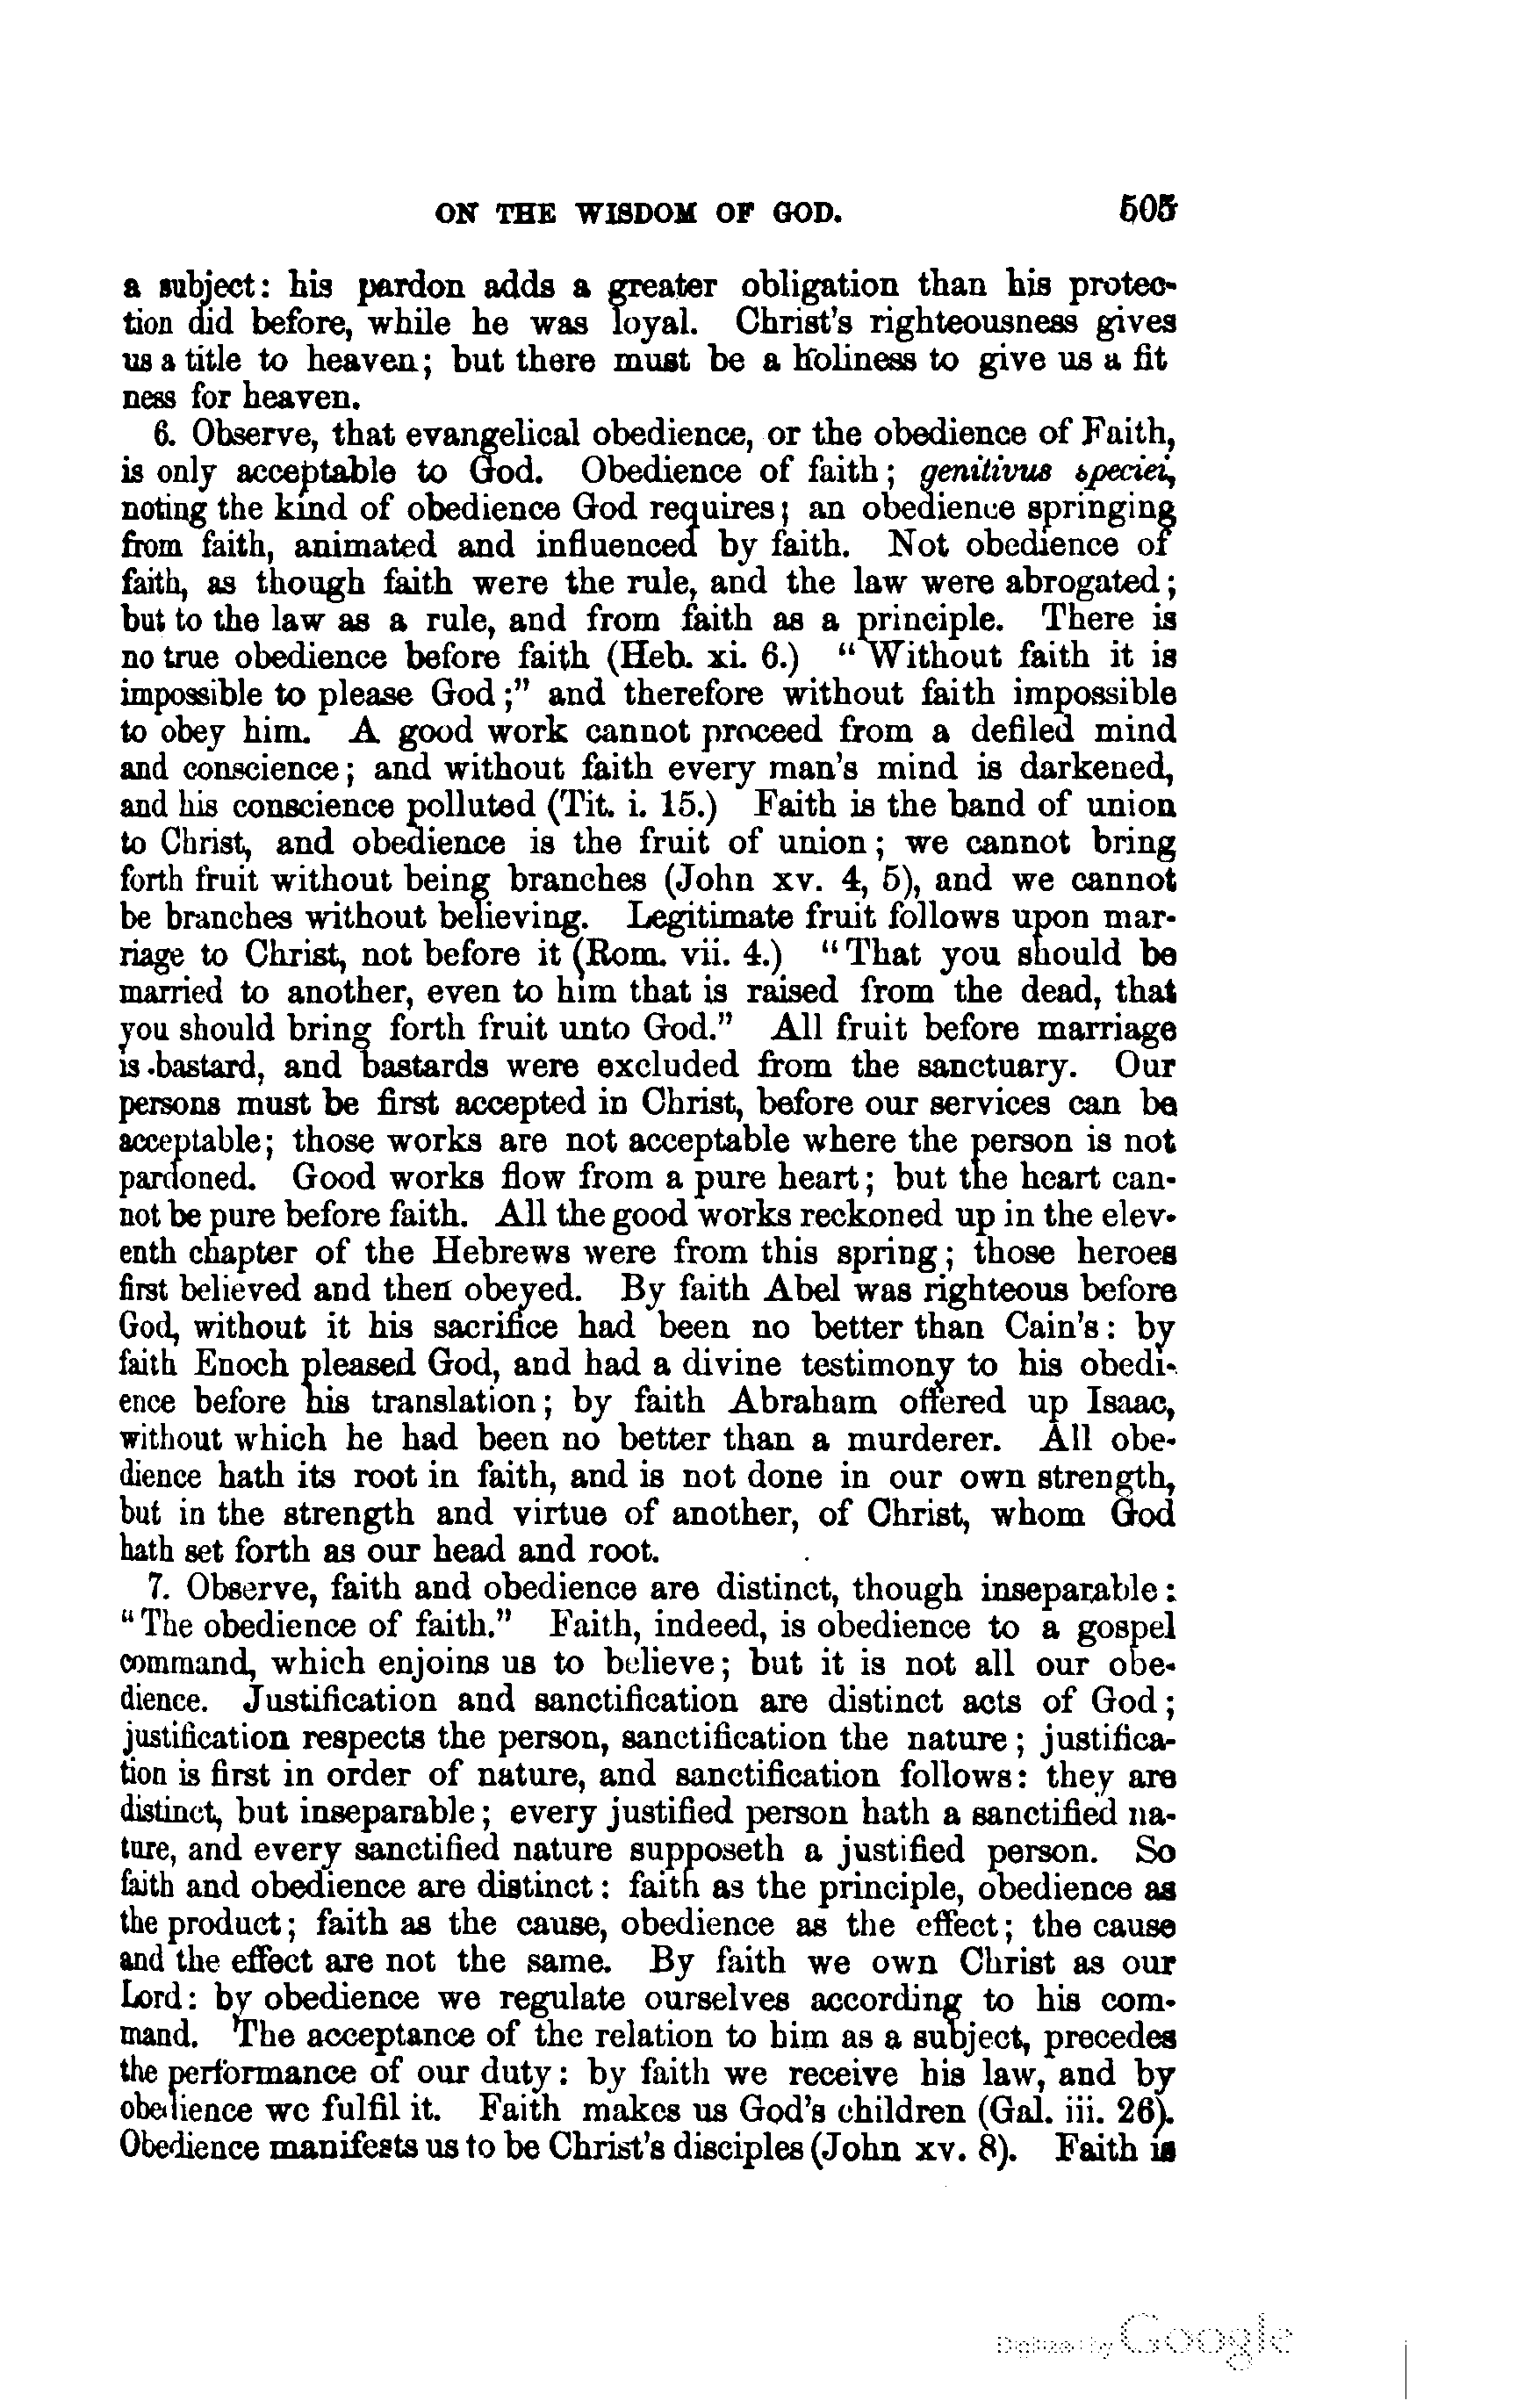 ON THE WISDOM OF GOD. 505
a subject: his pardon adds a greater obligation than his protec-
tion did before, while he was loyal. Christ's righteousness gives
us a title to heaven; but there must be a holiness to give us a fit
ness for heaven.
6. Observe, that evangelical obedience, or the obedience of Faith,
is only acceptable to God. Obedience of faith; genitivus speciei,
noting the kind of obedience God requires; an obedience springing
from faith, animated and influenced by faith. Not obedience of
faith, as though faith were the rule, and the law were abrogated;
but to the law as a rule, and from faith as a principle. There is
no true obedience before faith (Heb. xi. 6.) "Without faith it is
impossible to please God;" and therefore without faith impossible
to obey him. A good work cannot proceed from a defiled mind
and conscience; and without faith every man's mind is darkened,
and his conscience polluted (Tit. i. 15.) Faith is the band of union
to Christ, and obedience is the fruit of union; we cannot bring
forth fruit without being branches (John xv. 4, 5), and we cannot
be branches without believing. Legitimate fruit follows upon mar-
riage to Christ, not before it (Rom. vii. 4.) "That you should be
married to another, even to him that is raised from the dead, that
you should bring forth fruit unto God." All fruit before marriage
is bastard, and bastards were excluded from the sanctuary. Our
persons must be first accepted in Christ, before our services can be
acceptable; those works are not acceptable where the person is not
pardoned. Good works flow from a pure heart; but the heart can-
not be pure before faith. All the good works reckoned up in the elev-
enth chapter of the Hebrews were from this spring; those heroes
first believed and then obeyed. By faith Abel was righteous before
God, without it his sacrifice had been no better than Cain's: by
faith Enoch pleased God, and had a divine testimony to his obedi-
ence before his translation; by faith Abraham offered up Isaac,
without which he had been no better than a murderer. All obe-
dience hath its root in faith, and is not done in our own strength,
but in the strength and virtue of another, of Christ, whom God
hath set forth as our head and root.
7. Observe, faith and obedience are distinct, though inseparable:
"The obedience of faith." Faith, indeed, is obedience to a gospel
command, which enjoins us to believe; but it is not all our obe-
dience. Justification and sanctification are distinct acts of God;
justification respects the person, sanctification the nature; justifica-
tion is first in order of nature, and sanctification follows: they are
distinct, but inseparable; every justified person hath a sanctified na-
ture, and every sanctified nature supposeth a justified person. So
faith and obedience are distinct: faith as the principle, obedience as
the product; faith as the cause, obedience as the effect; the cause
and the effect are not the same. By faith we own Christ as our
Lord: by obedience we regulate ourselves according to his com-
mand. The acceptance of the relation to him as a subject, precedes
the performance of our duty: by faith we receive his law, and by
obedience we fulfil it. Faith makes us God's children (Gal. iii. 26).
Obedience manifests us to be Christ's disciples (John xv. 8). Faith is
Digitized by Google